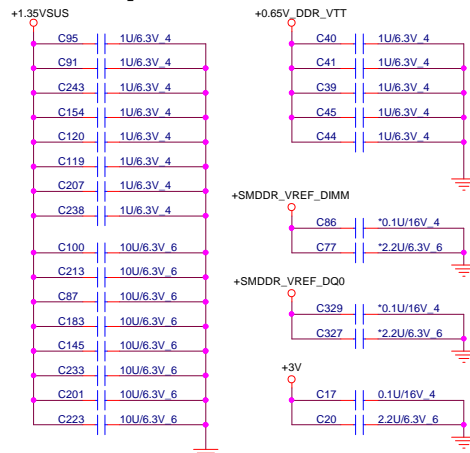 +1.35VSUS
C95 1U/6.3V_4
C91 1U/6.3V_4
C243 1U/6.3V_4
C154 1U/6.3V_4
C120 1U/6.3V_4
C119 1U/6.3V_4
C207 1U/6.3V_4
C238 1U/6.3V_4
C100 10U/6.3V_6
C213 10U/6.3V_6
C87 10U/6.3V_6
C183 10U/6.3V_6
C145 10U/6.3V_6
C233 10U/6.3V_6
C201 10U/6.3V_6
C223 10U/6.3V_6
+0.65V_DDR_VTT
C40 1U/6.3V_4
C41 1U/6.3V_4
C39 1U/6.3V_4
C45 1U/6.3V_4
C44 1U/6.3V_4
+SMDDR_VREF_DIMM
C86 *0.1U/16V_4
C77 *2.2U/6.3V_6
+SMDDR_VREF_DQ0
C329 *0.1U/16V_4
C327 *2.2U/6.3V_6
+3V
C17 0.1U/16V_4
C20 2.2U/6.3V_6